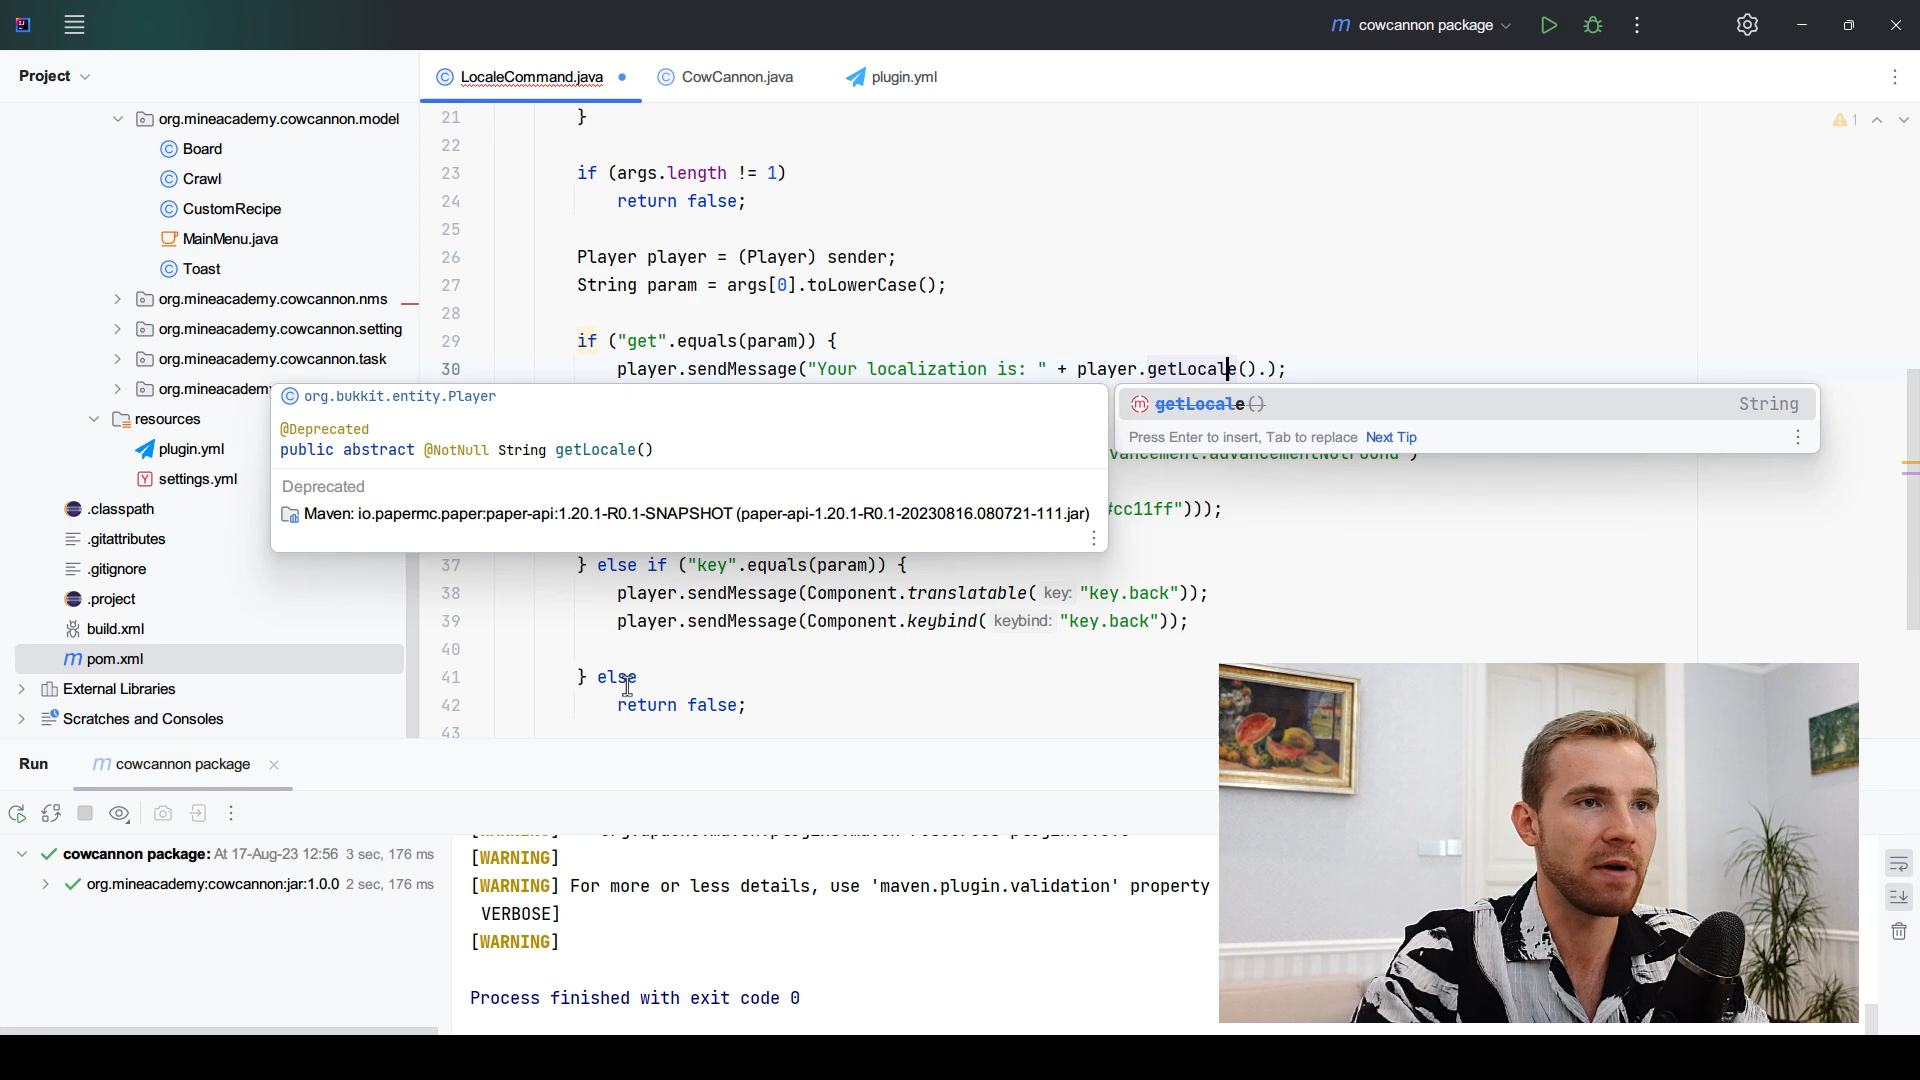 cowcannon package
Project
LocaleCommand.java
CowCannon.java
plugin.yml
org.mineacademy.cowcannon.model
Board
Crawl
CustomRecipe
MainMenu.java
Toast
org.mineacademy.cowcannon.nms
org.mineacademy.cowcannon.setting
org.mineacademy.cowcannon.task
org.mineacademy
resources
plugin.yml
settings.yml
.classpath
.gitattributes
.gitignore
.project
build.xml
pom.xml
External Libraries
Scratches and Consoles
1
21 }
22
23 if (args.length != 1)
24 return false;
25
26 Player player = (Player) sender;
27 String param = args[0].toLowerCase();
28
29 if ("get".equals(param)) {
30 player.sendMessage("Your localization is: " + player.getLocale().);
org.bukkit.entity.Player
@Deprecated
public abstract @NotNull String getLocale()
Deprecated
Maven: io.papermc.paper:paper-api:1.20.1-R0.1-SNAPSHOT (paper-api-1.20.1-R0.1-20230816.080721-111.jar)
getLocale() String
Press Enter to insert, Tab to replace Next Tip
cc11ff")));
37 } else if ("key".equals(param)) {
38 player.sendMessage(Component.translatable( key: "key.back"));
39 player.sendMessage(Component.keybind( keybind: "key.back"));
40
41 } else
42 return false;
43
Run
cowcannon package
cowcannon package: At 17-Aug-23 12:56 3 sec, 176 ms
org.mineacademy:cowcannon:jar:1.0.0 2 sec, 176 ms
[WARNING]
[WARNING] For more or less details, use 'maven.plugin.validation' property
VERBOSE]
[WARNING]
Process finished with exit code 0